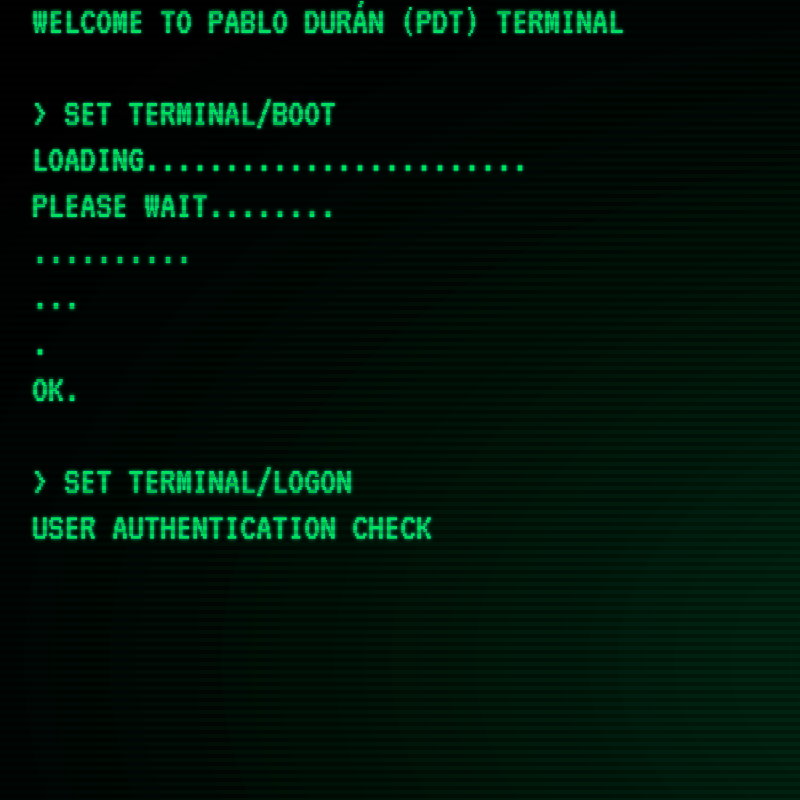 WELCOME TO PABLO DURÁN (PDT) TERMINAL
> SET TERMINAL/BOOT
LOADING........................
PLEASE WAIT........
..........
...
.
OK.
> SET TERMINAL/LOGON
USER AUTHENTICATION CHECK